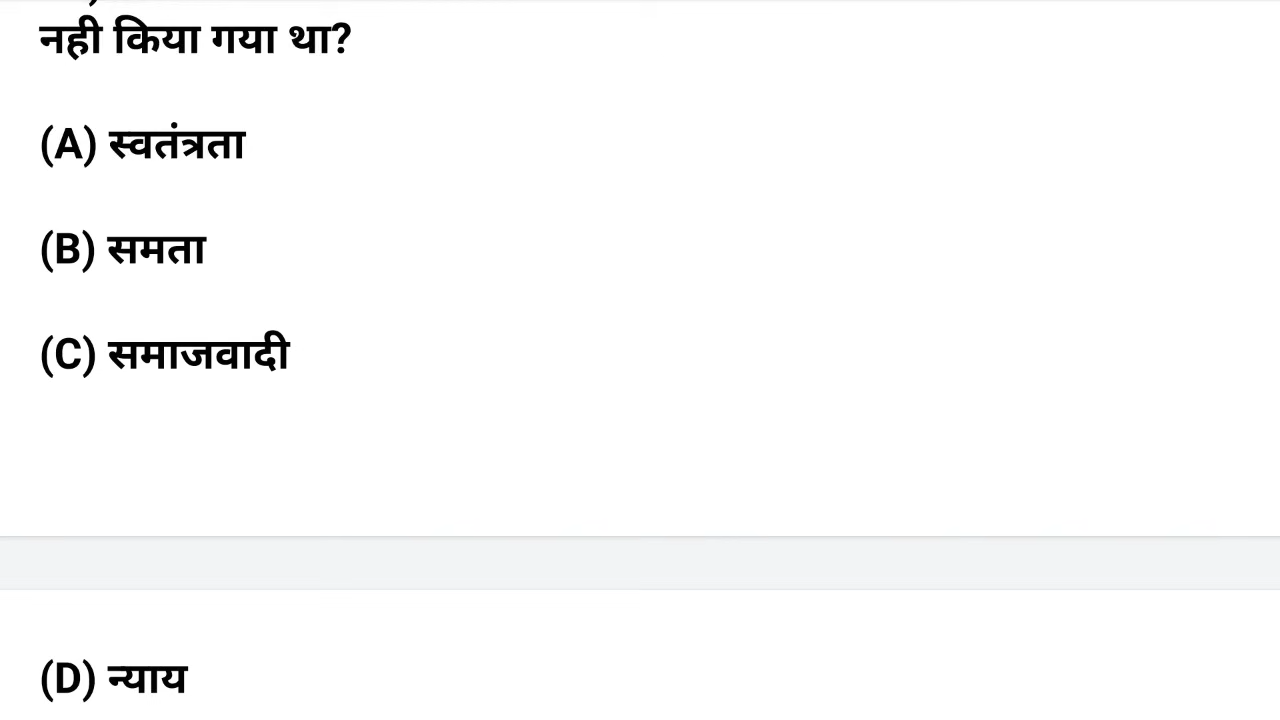 नही किया गया था?
(A) स्वतंत्रता
(B) समता
(C) समाजवादी
(D) न्याय